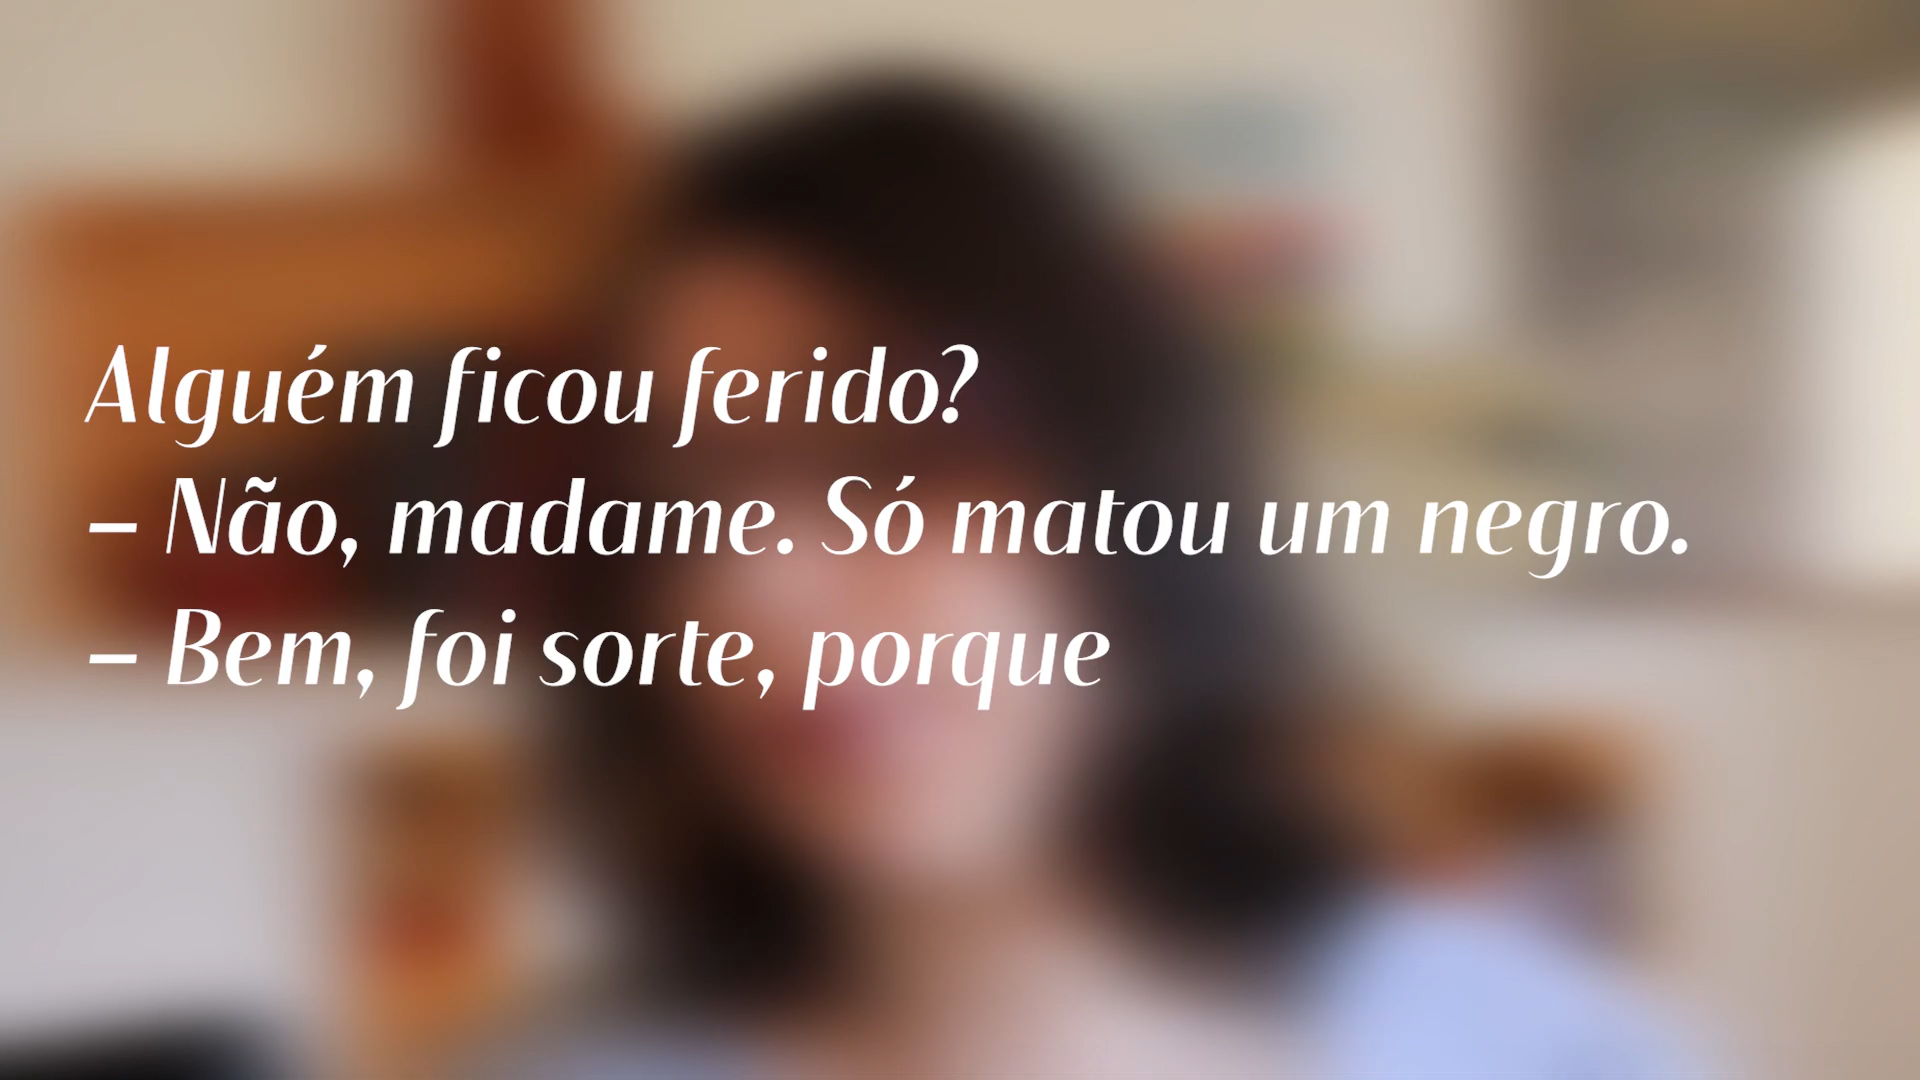 Alguém ficou ferido?
– Não, madame. Só matou um negro.
– Bem, foi sorte, porque